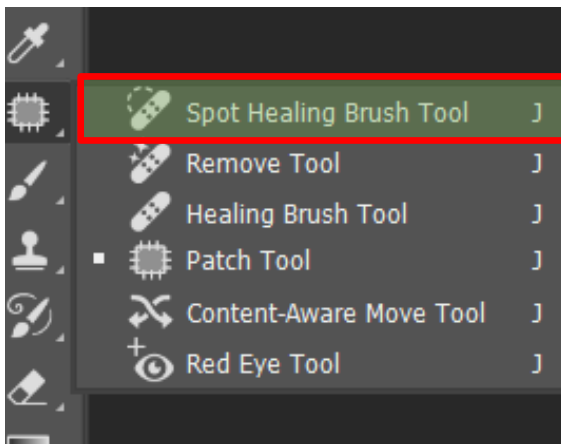 Spot Healing Brush Tool J
Remove Tool J
Healing Brush Tool J
Patch Tool J
Content-Aware Move Tool J
Red Eye Tool J